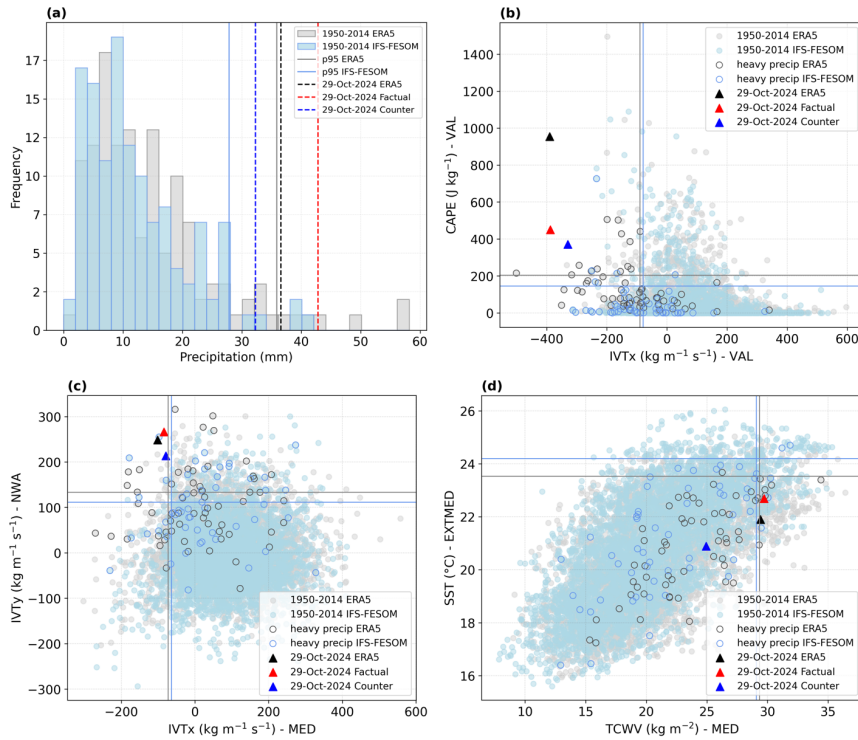 (a)
17
15
12
10
7
5
2
0
Frequency
0 10 20 30 40 50 60
Precipitation (mm)
1950-2014 ERA5
1950-2014 IFS-FESOM
p95 ERA5
p95 IFS-FESOM
29-Oct-2024 ERA5
29-Oct-2024 Factual
29-Oct-2024 Counter
(b)
1400
1200
1000
800
600
400
200
0
CAPE (J kg⁻¹) - VAL
−400 −200 0 200 400 600
IVTx (kg m⁻¹ s⁻¹) - VAL
1950-2014 ERA5
1950-2014 IFS-FESOM
heavy precip ERA5
heavy precip IFS-FESOM
29-Oct-2024 ERA5
29-Oct-2024 Factual
29-Oct-2024 Counter
(c)
300
200
100
0
−100
−200
−300
IVTy (kg m⁻¹ s⁻¹) - NWA
−200 0 200 400 600
IVTx (kg m⁻¹ s⁻¹) - MED
1950-2014 ERA5
1950-2014 IFS-FESOM
heavy precip ERA5
heavy precip IFS-FESOM
29-Oct-2024 ERA5
29-Oct-2024 Factual
29-Oct-2024 Counter
(d)
26
24
22
20
18
16
SST (°C) - EXTMED
10 15 20 25 30 35
TCWV (kg m⁻²) - MED
1950-2014 ERA5
1950-2014 IFS-FESOM
heavy precip ERA5
heavy precip IFS-FESOM
29-Oct-2024 ERA5
29-Oct-2024 Factual
29-Oct-2024 Counter